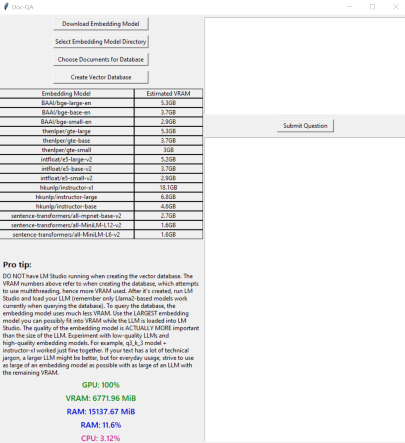 Doc-QA
Download Embedding Model
Select Embedding Model Directory
Choose Documents for Database
Create Vector Database
Embedding Model Estimated VRAM
BAAI/bge-large-en 5.3GB
BAAI/bge-base-en 3.7GB
BAAI/bge-small-en 2.9GB
thenlper/gte-large 5.3GB
thenlper/gte-base 3.7GB
thenlper/gte-small 3GB
intfloat/e5-large-v2 5.2GB
intfloat/e5-base-v2 3.7GB
intfloat/e5-small-v2 2.9GB
hkunlp/instructor-xl 18.1GB
hkunlp/instructor-large 6.8GB
hkunlp/instructor-base 4.6GB
sentence-transformers/all-mpnet-base-v2 2.7GB
sentence-transformers/all-MiniLM-L12-v2 1.6GB
sentence-transformers/all-MiniLM-L6-v2 1.6GB
Pro tip:
DO NOT have LM Studio running when creating the vector database. The
VRAM numbers above refer to when creating the database, which attempts
to use multithreading, hence more VRAM used. After it's created, run LM
Studio and load your LLM (remember only Llama2-based models work
currently when querying the database). To query the database, the
embedding model uses much less VRAM. Use the LARGEST embedding
model you can possibly fit into VRAM while the LLM is loaded into LM
Studio. The quality of the embedding model is ACTUALLY MORE important
than the size of the LLM. Experiment with low-quality LLMs and
high-quality embedding models. For example, q3_k_3 model +
instructor-xl worked just fine together. If your text has a lot of technical
jargon, a larger LLM might be better, but for everyday usage, strive to use
as large of an embedding model as possible with as large of an LLM with
the remaining VRAM.
GPU: 100%
VRAM: 6771.96 MiB
RAM: 15137.67 MiB
RAM: 11.6%
CPU: 3.12%
Submit Question